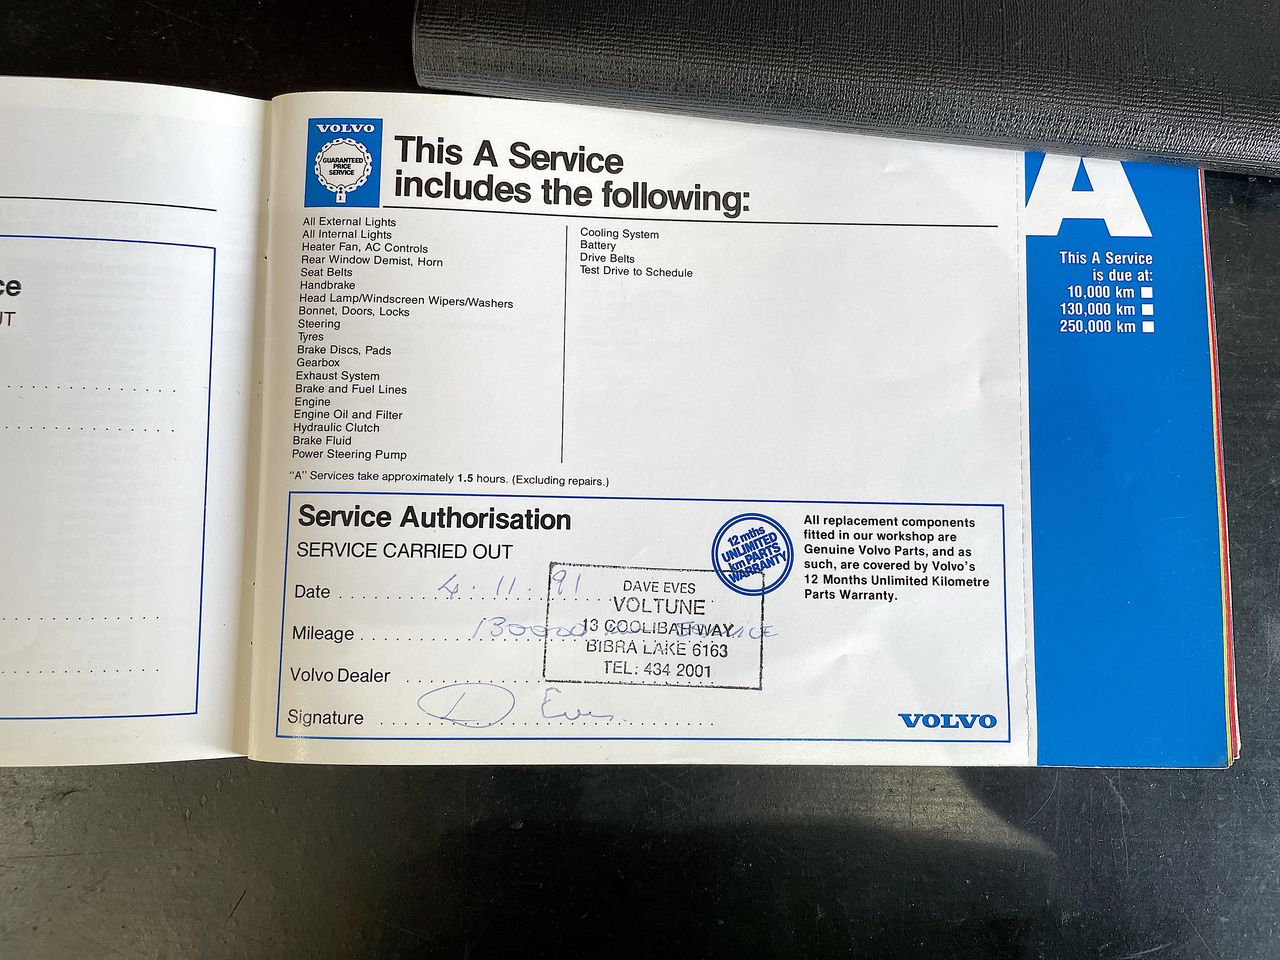 ce
UT
VOLVO
GUARANTEED
PRICE
SERVICE
This A Service
includes the following:
All External Lights
All Internal Lights
Heater Fan, AC Controls
Rear Window Demist, Horn
Seat Belts
Handbrake
Head Lamp/Windscreen Wipers/Washers
Bonnet, Doors, Locks
Steering
Tyres
Brake Discs, Pads
Gearbox
Exhaust System
Brake and Fuel Lines
Engine
Engine Oil and Filter
Hydraulic Clutch
Brake Fluid
Power Steering Pump
Cooling System
Battery
Drive Belts
Test Drive to Schedule
"A" Services take approximately 1.5 hours. (Excluding repairs.)
A
This A Service
is due at:
10,000 km
130,000 km
250,000 km
Service Authorisation
SERVICE CARRIED OUT
12 mths
UNLIMITED
km PARTS
WARRANTY
All replacement components
fitted in our workshop are
Genuine Volvo Parts, and as
such, are covered by Volvo's
12 Months Unlimited Kilometre
Parts Warranty.
Date 4.11.91
Mileage 130000
Volvo Dealer
DAVE EVES
VOLTUNE
13 COOLIBAH WAY
BIBRA LAKE 6163
TEL: 434 2001
Signature D Eves
VOLVO